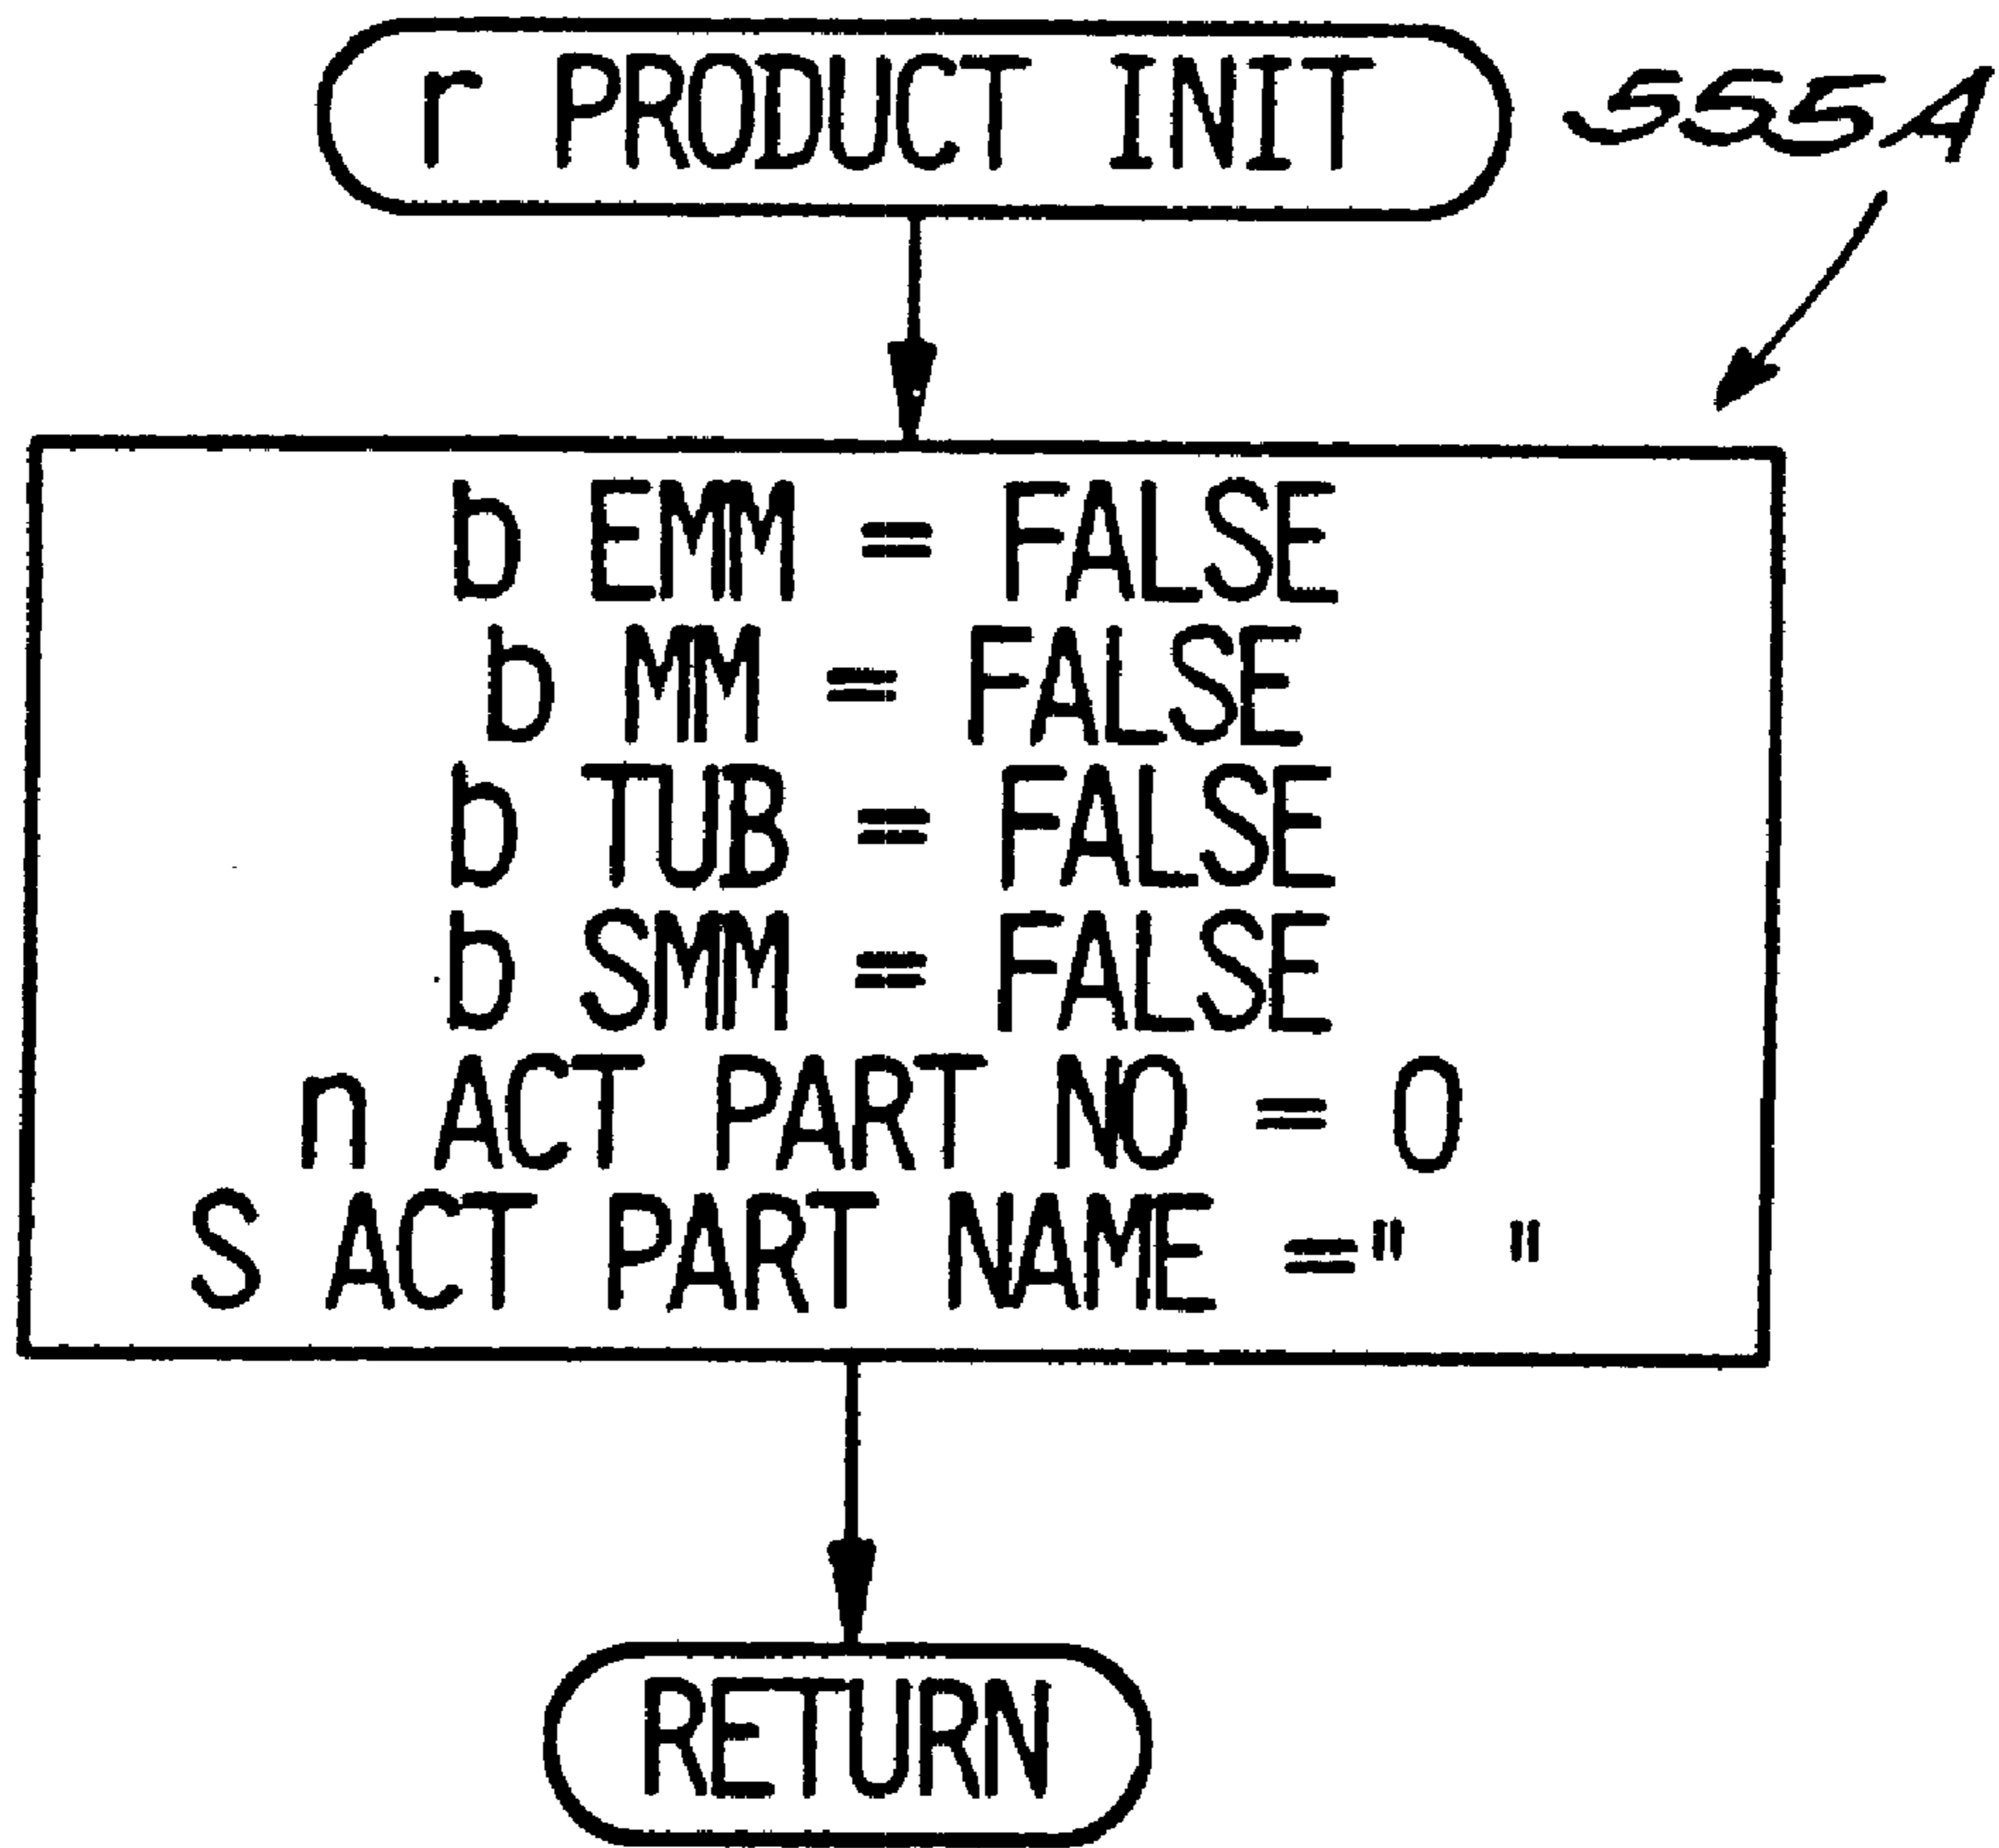 r PRODUCT INIT
555A
b EMM = FALSE
b MM = FALSE
b TUB = FALSE
b SMM = FALSE
n ACT PART NO = 0
S ACT PART NAME =" "
RETURN